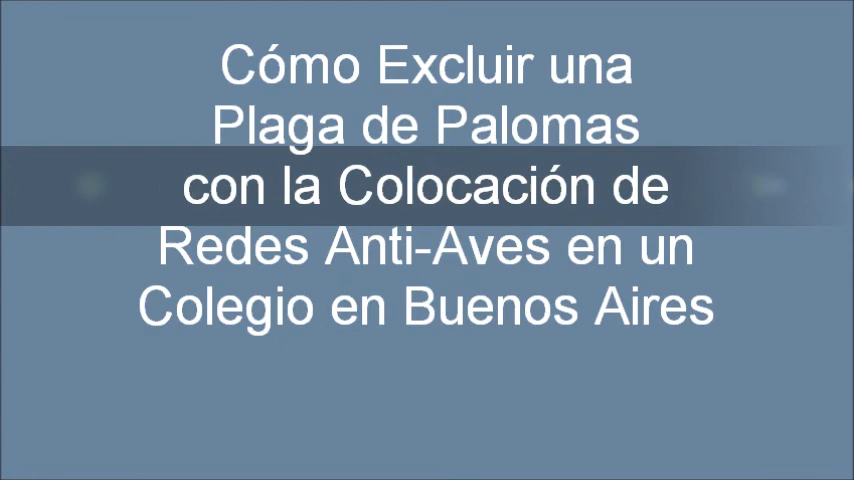 Cómo Excluir una
Plaga de Palomas
con la Colocación de
Redes Anti-Aves en un
Colegio en Buenos Aires